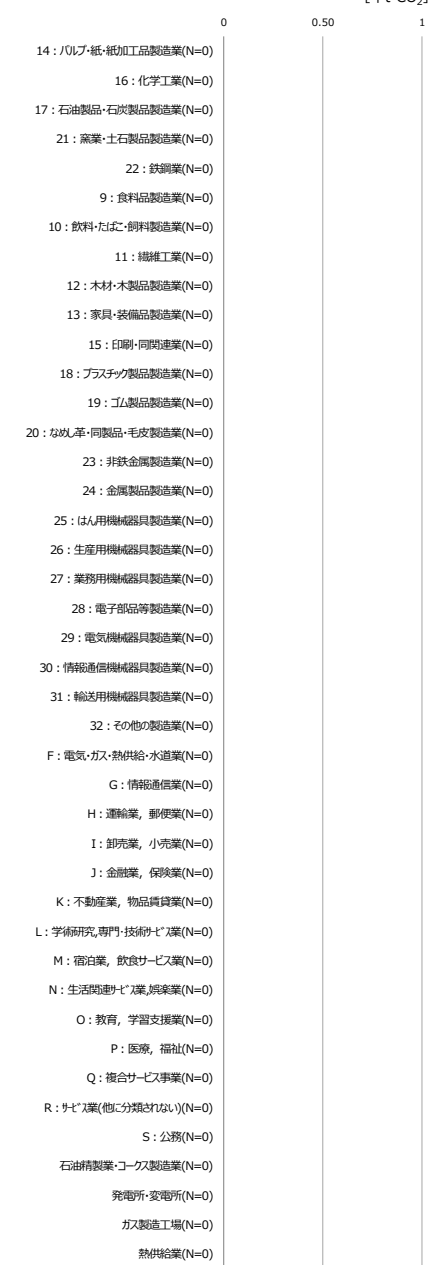 CO₂]
0 0.50 1
14：パルプ・紙・紙加工品製造業(N=0)
16：化学工業(N=0)
17：石油製品・石炭製品製造業(N=0)
21：窯業・土石製品製造業(N=0)
22：鉄鋼業(N=0)
9：食料品製造業(N=0)
10：飲料・たばこ・飼料製造業(N=0)
11：繊維工業(N=0)
12：木材・木製品製造業(N=0)
13：家具・装備品製造業(N=0)
15：印刷・同関連業(N=0)
18：プラスチック製品製造業(N=0)
19：ゴム製品製造業(N=0)
20：なめし革・同製品・毛皮製造業(N=0)
23：非鉄金属製造業(N=0)
24：金属製品製造業(N=0)
25：はん用機械器具製造業(N=0)
26：生産用機械器具製造業(N=0)
27：業務用機械器具製造業(N=0)
28：電子部品等製造業(N=0)
29：電気機械器具製造業(N=0)
30：情報通信機械器具製造業(N=0)
31：輸送用機械器具製造業(N=0)
32：その他の製造業(N=0)
F：電気・ガス・熱供給・水道業(N=0)
G：情報通信業(N=0)
H：運輸業，郵便業(N=0)
I：卸売業，小売業(N=0)
J：金融業，保険業(N=0)
K：不動産業，物品賃貸業(N=0)
L：学術研究,専門・技術ｻｰﾋﾞｽ業(N=0)
M：宿泊業，飲食サービス業(N=0)
N：生活関連ｻｰﾋﾞｽ業,娯楽業(N=0)
O：教育，学習支援業(N=0)
P：医療，福祉(N=0)
Q：複合サービス事業(N=0)
R：ｻｰﾋﾞｽ業(他に分類されない)(N=0)
S：公務(N=0)
石油精製業・コークス製造業(N=0)
発電所・変電所(N=0)
ガス製造工場(N=0)
熱供給業(N=0)